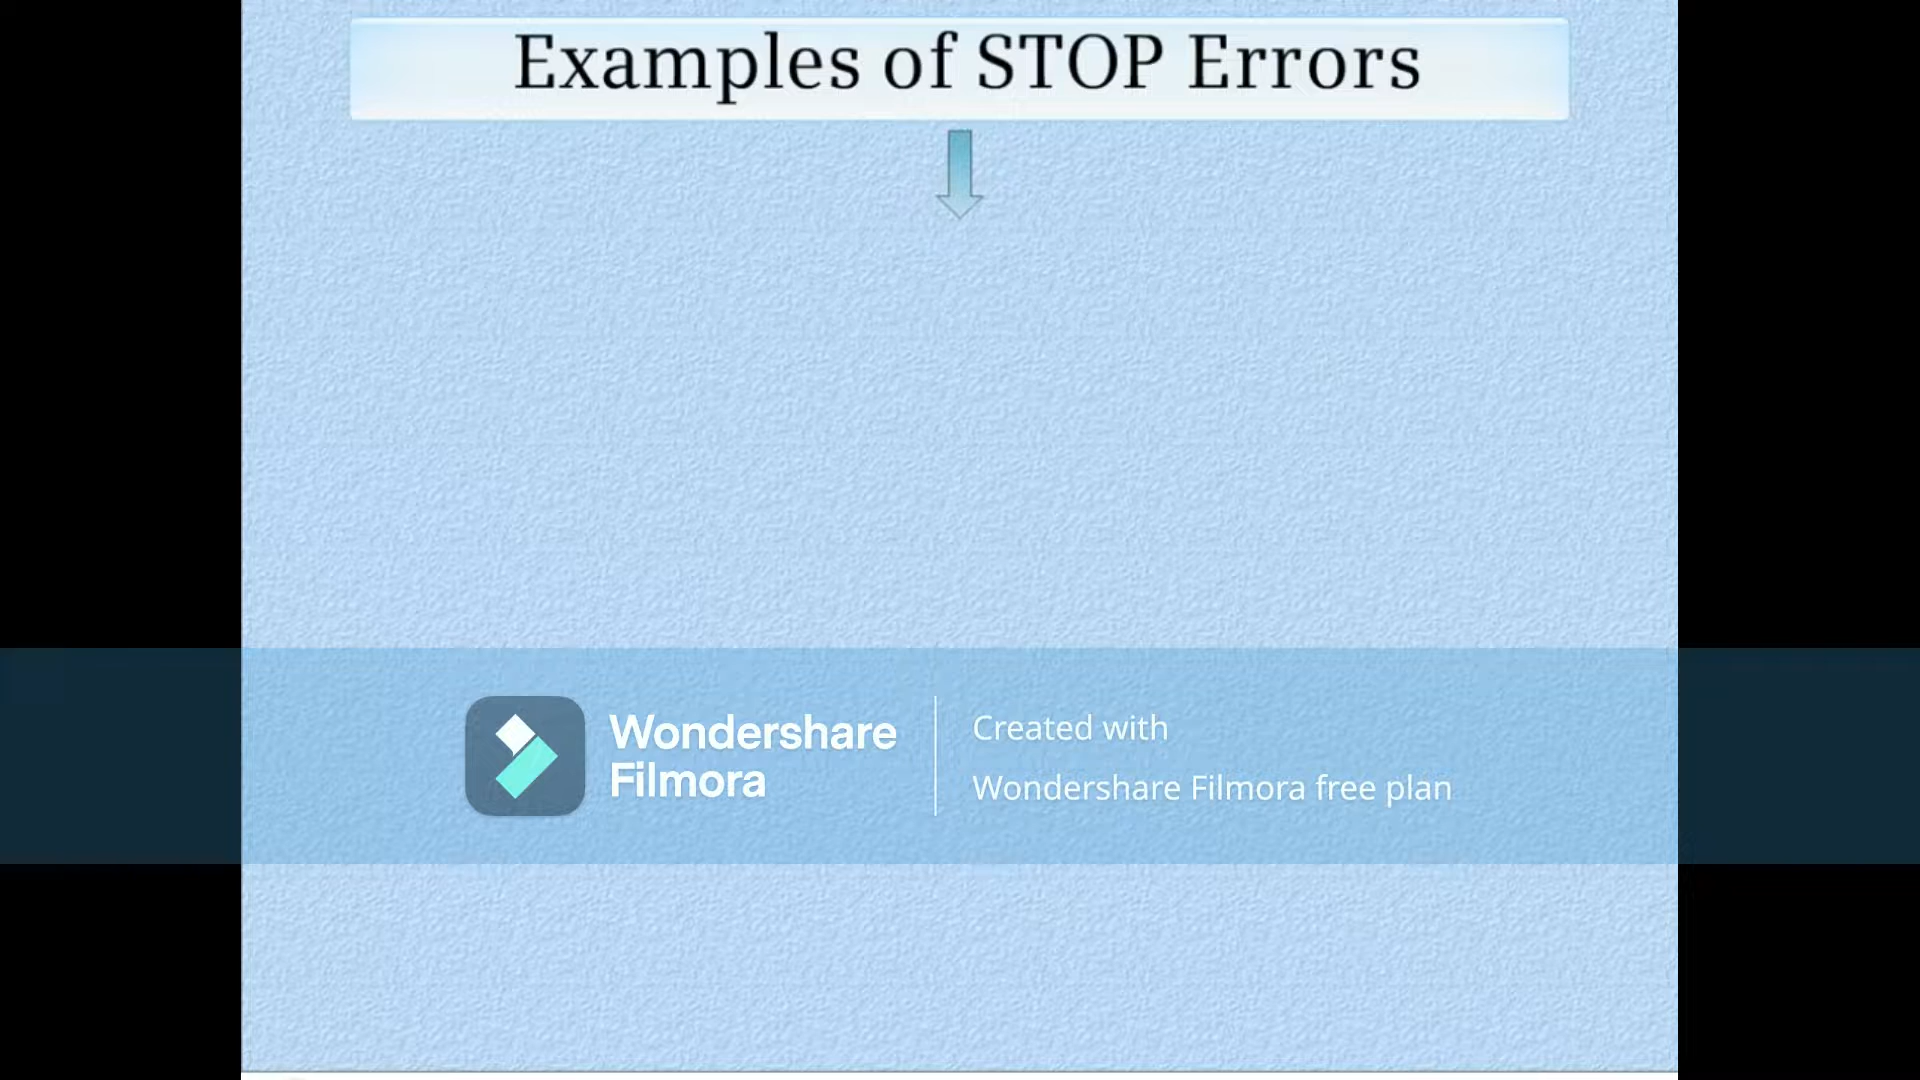 Examples of STOP Errors
Wondershare
Filmora
Created with
Wondershare Filmora free plan